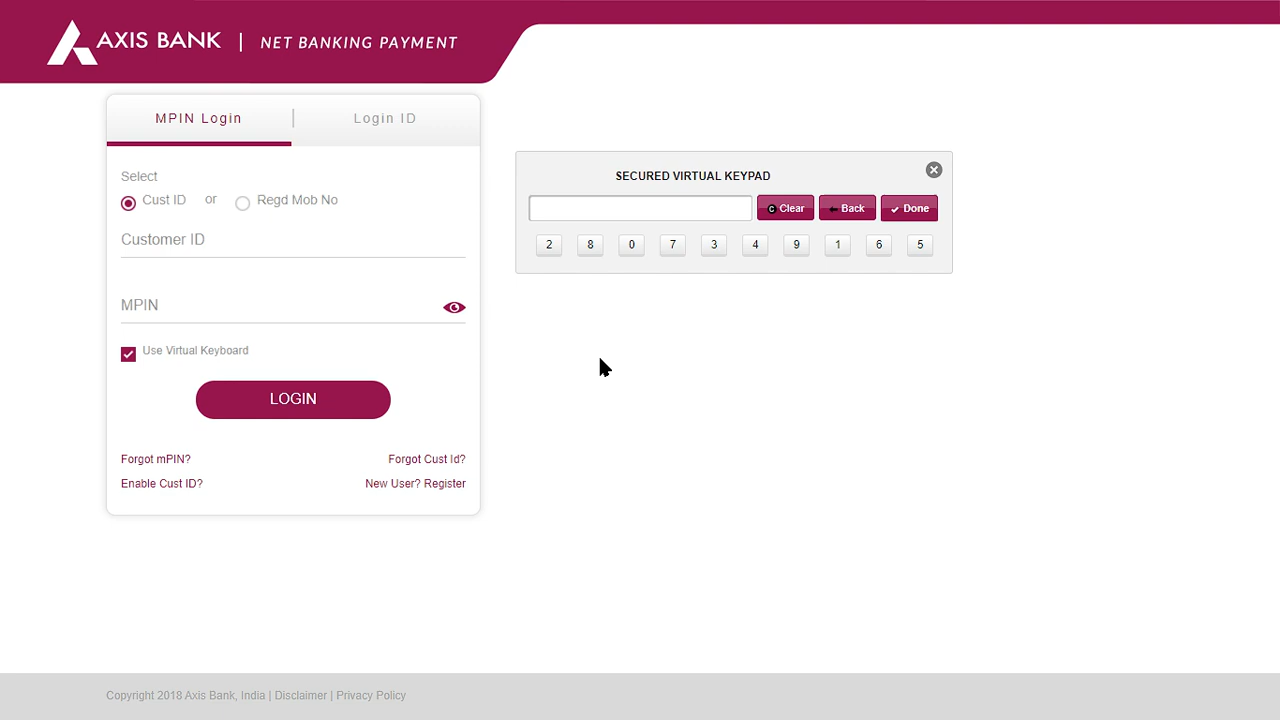 AXIS BANK | NET BANKING PAYMENT
MPIN Login | Login ID
Select
Cust ID or Regd Mob No
Customer ID
MPIN
Use Virtual Keyboard
LOGIN
Forgot mPIN? Forgot Cust Id?
Enable Cust ID? New User? Register
SECURED VIRTUAL KEYPAD
Clear Back Done
2 8 0 7 3 4 9 1 6 5
Copyright 2018 Axis Bank, India | Disclaimer | Privacy Policy